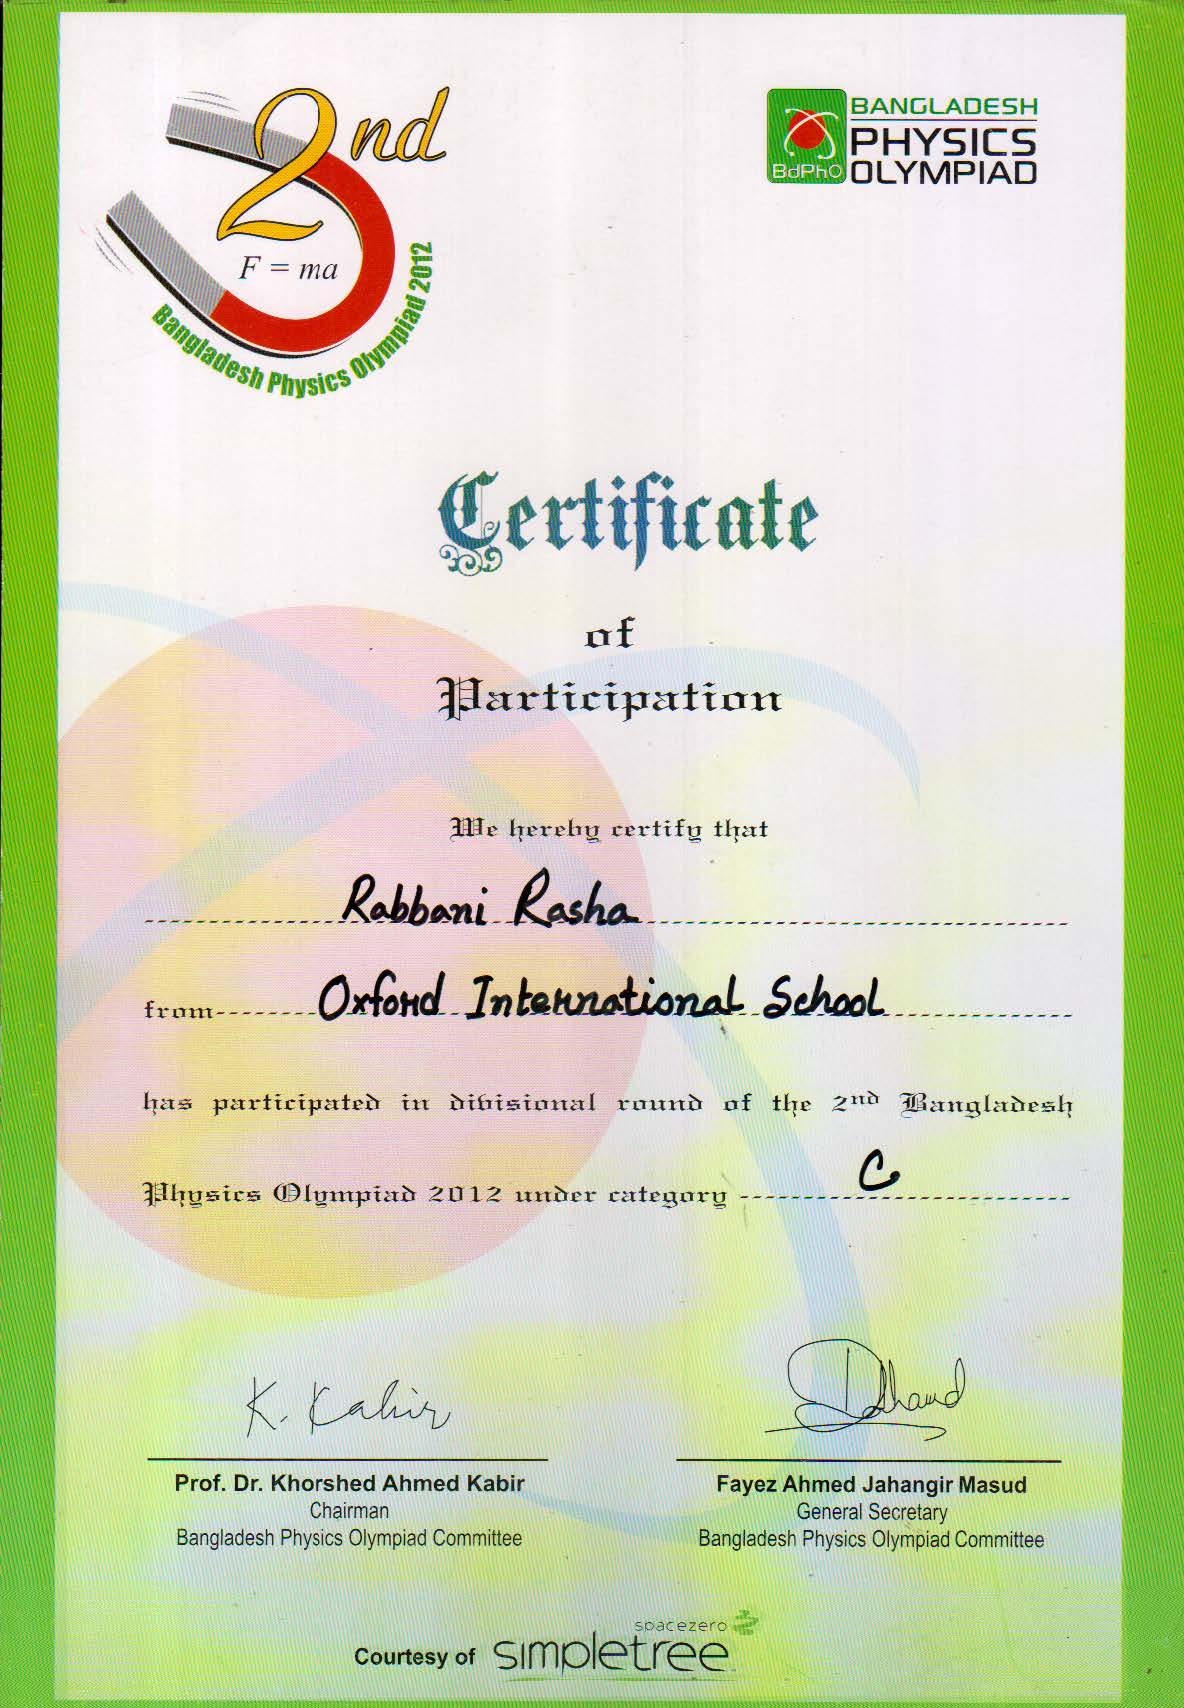 2nd
F = ma
Bangladesh Physics Olympiad 2012
BANGLADESH
PHYSICS
OLYMPIAD
BdPhO
Certificate
of
Participation
We hereby certify that
Rabbani Rasha
from Oxford International School
has participated in divisional round of the 2nd Bangladesh
Physics Olympiad 2012 under category C
K. Kabir
Prof. Dr. Khorshed Ahmed Kabir
Chairman
Bangladesh Physics Olympiad Committee
Fayez Ahmed Jahangir Masud
General Secretary
Bangladesh Physics Olympiad Committee
spacezero
Courtesy of simpletree